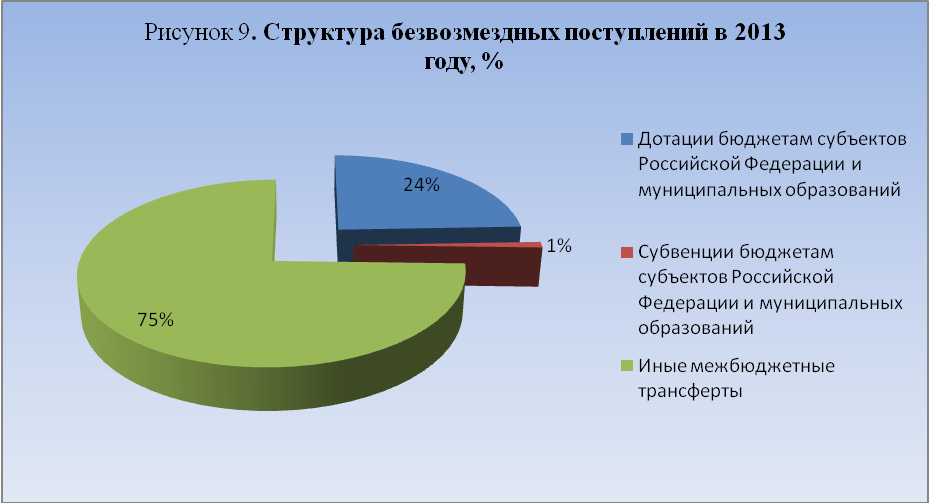 Рисунок 9. Структура безвозмездных поступлений в 2013
году, %
24%
1%
75%
Дотации бюджетам субъектов
Российской Федерации и
муниципальных образований
Субвенции бюджетам
субъектов Российской
Федерации и муниципальных
образований
Иные межбюджетные
трансферты